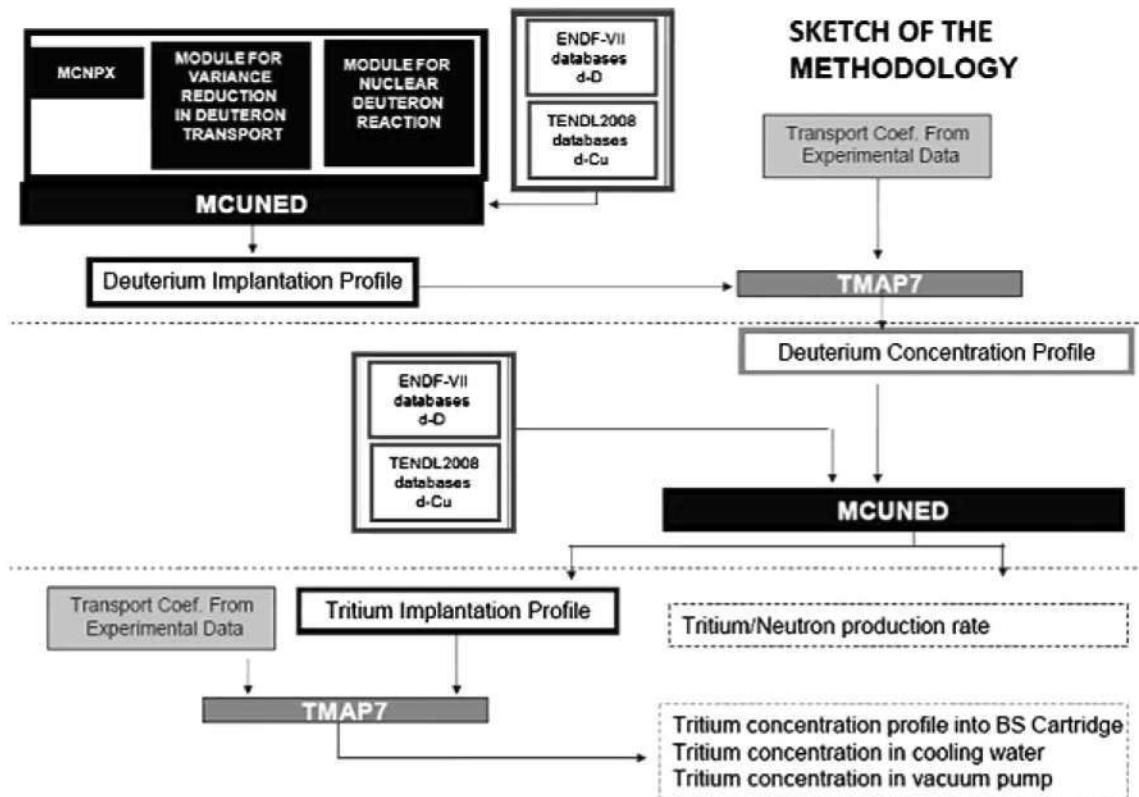 SKETCH OF THE
METHODOLOGY
MCNPX
MODULE FOR
VARIANCE
REDUCTION
IN DEUTERON
TRANSPORT
MODULE FOR
NUCLEAR
DEUTERON
REACTION
ENDF-VII
databases
d-D
TENDL2008
databases
d-Cu
Transport Coef. From
Experimental Data
MCUNED
Deuterium Implantation Profile
TMAP7
Deuterium Concentration Profile
ENDF-VII
databases
d-D
TENDL2008
databases
d-Cu
MCUNED
Transport Coef. From
Experimental Data
Tritium Implantation Profile
Tritium/Neutron production rate
TMAP7
Tritium concentration profile into BS Cartridge
Tritium concentration in cooling water
Tritium concentration in vacuum pump